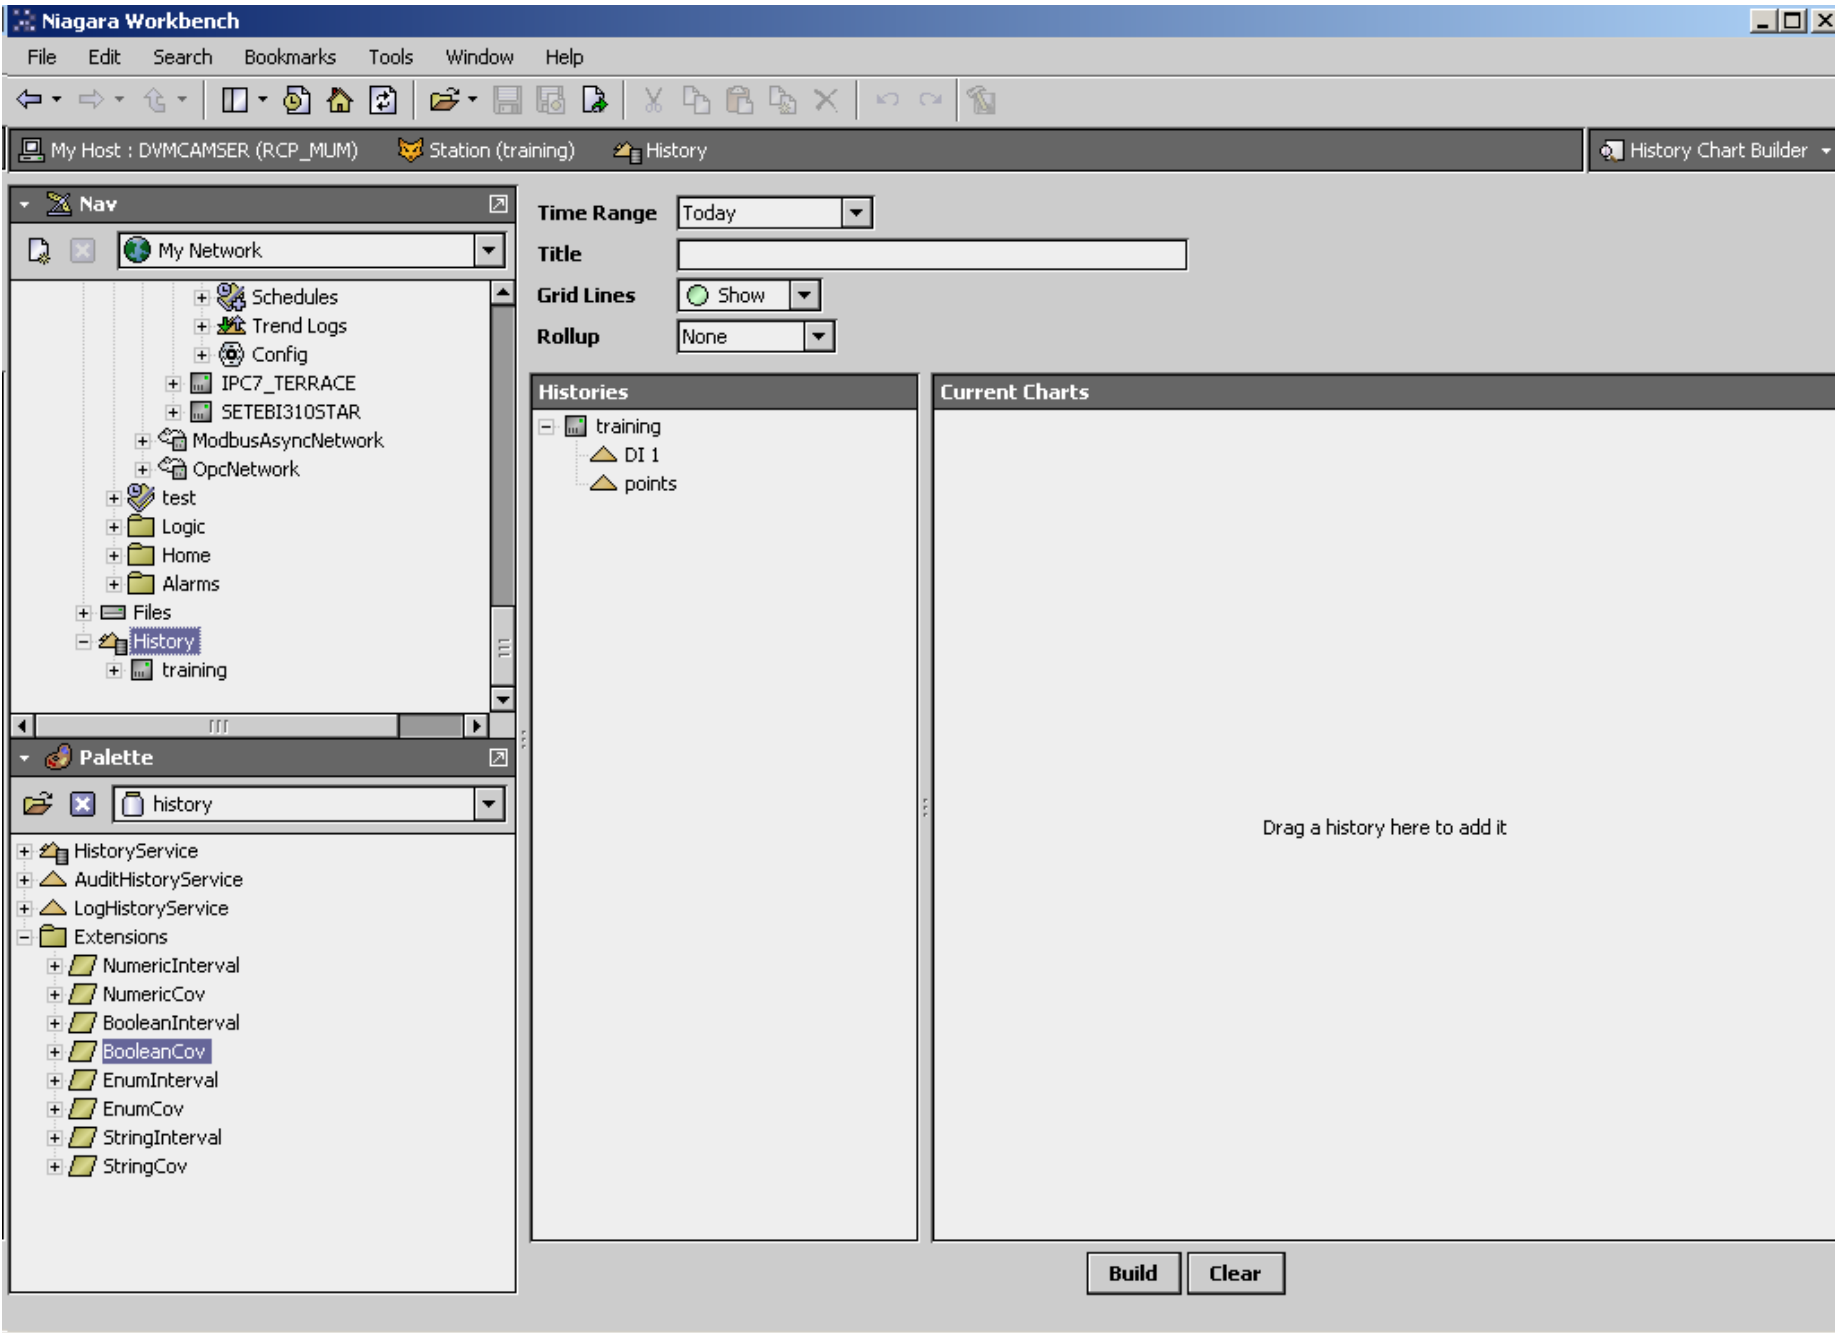 Niagara Workbench
File Edit Search Bookmarks Tools Window Help
My Host : DVMCAMSER (RCP_MUM) Station (training) History History Chart Builder
Nav
My Network
Schedules
Trend Logs
Config
IPC7_TERRACE
SETEBI310STAR
ModbusAsyncNetwork
OpcNetwork
test
Logic
Home
Alarms
Files
History
training
Palette
history
HistoryService
AuditHistoryService
LogHistoryService
Extensions
NumericInterval
NumericCov
BooleanInterval
BooleanCov
EnumInterval
EnumCov
StringInterval
StringCov
Time Range Today
Title
Grid Lines Show
Rollup None
Histories
training
DI 1
points
Current Charts
Drag a history here to add it
Build Clear